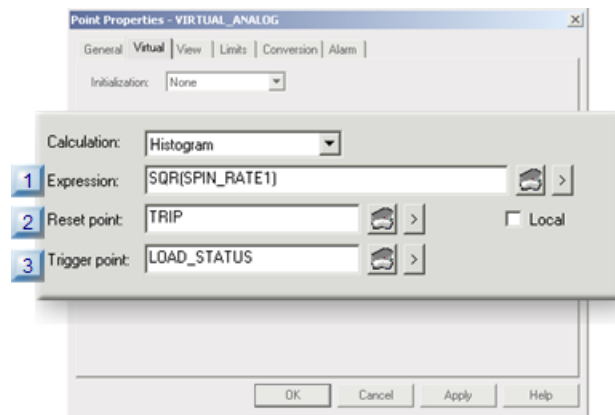 Point Properties - VIRTUAL_ANALOG
General Virtual View Limits Conversion Alarm
Initialization: None
Calculation: Histogram
1 Expression: SQR(SPIN_RATE1) >
2 Reset point: TRIP > Local
3 Trigger point: LOAD_STATUS >
OK Cancel Apply Help